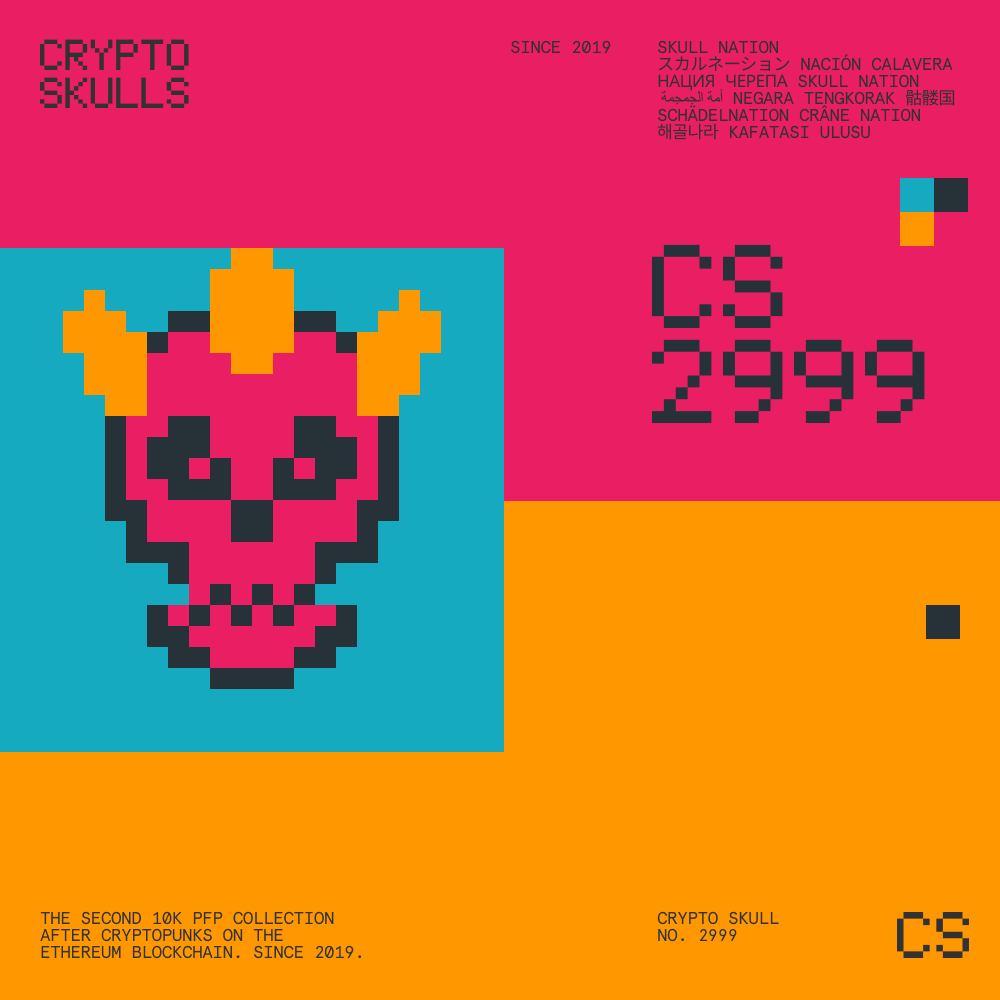 CRYPTO
SKULLS
SINCE 2019
SKULL NATION
スカルネーション NACIÓN CALAVERA
НАЦИЯ ЧЕРЕПА SKULL NATION
أمة الجمجمة NEGARA TENGKORAK 骷髅国
SCHÄDELNATION CRÂNE NATION
해골나라 KAFATASI ULUSU
CS
2999
THE SECOND 10K PFP COLLECTION
AFTER CRYPTOPUNKS ON THE
ETHEREUM BLOCKCHAIN. SINCE 2019.
CRYPTO SKULL
NO. 2999
CS